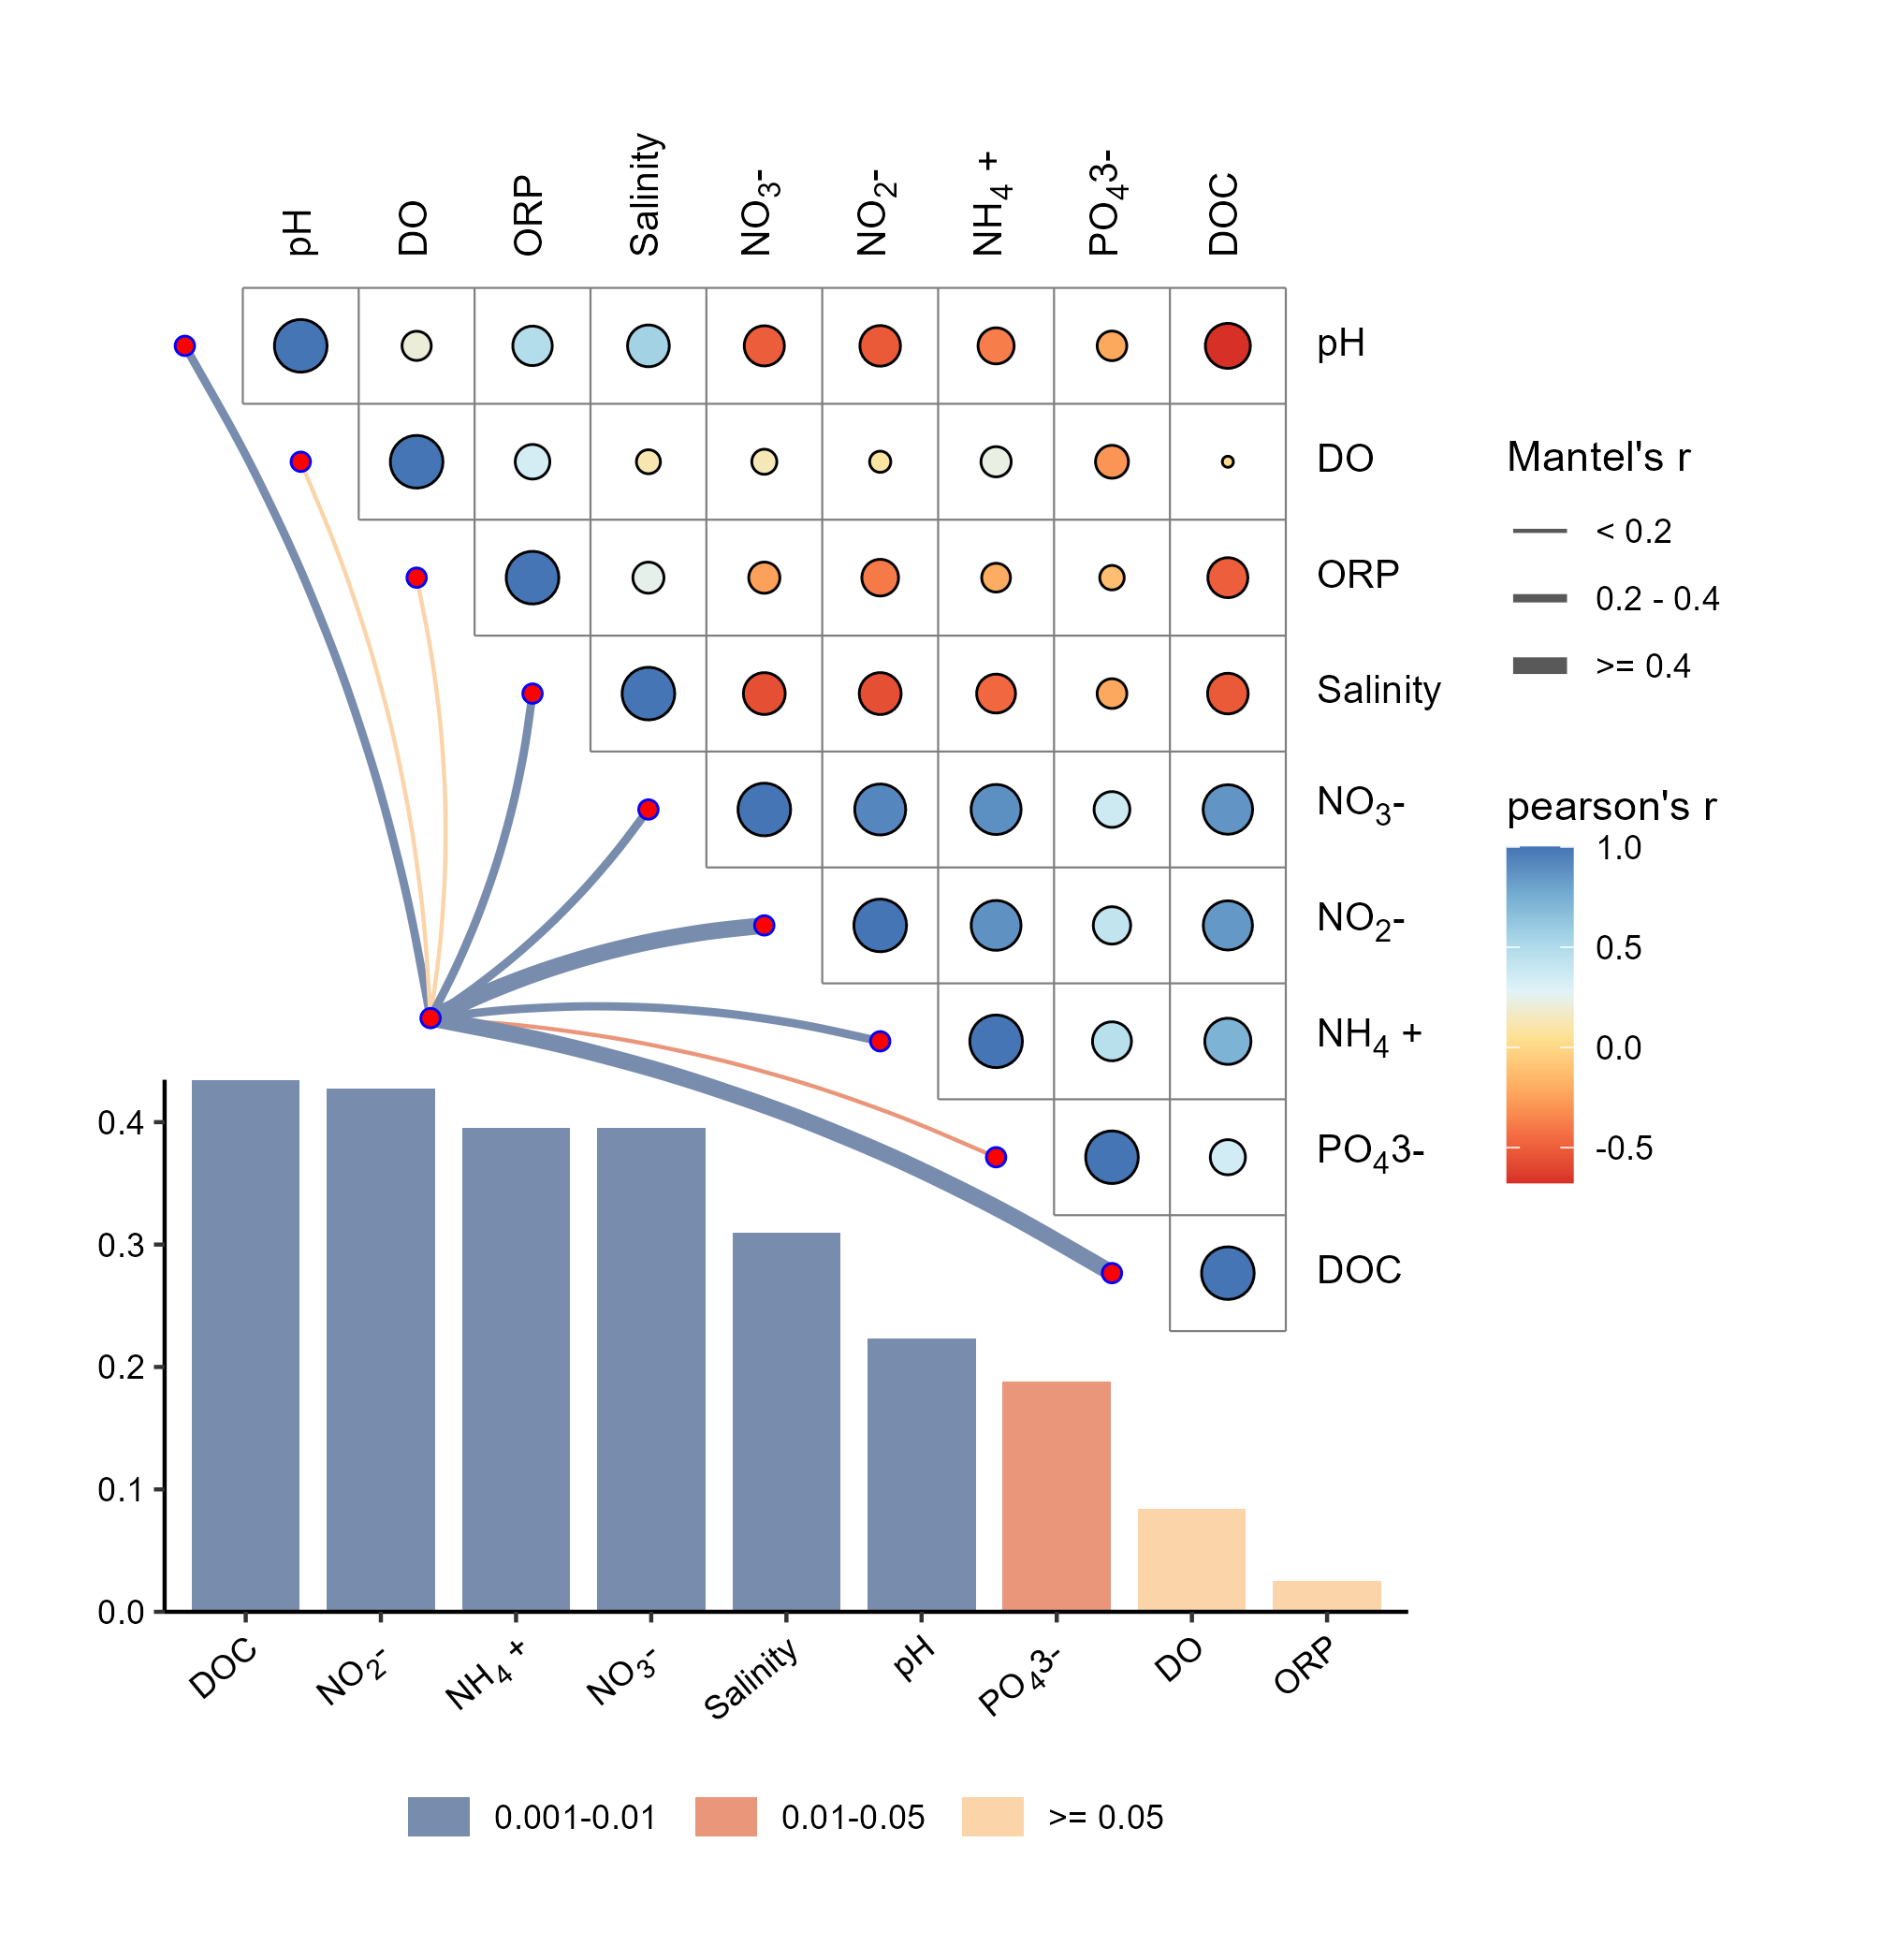 pH
DO
ORP
Salinity
NO₃-
NO₂-
NH₄ +
PO₄3-
DOC
pH
DO
ORP
Salinity
NO₃-
NO₂-
NH₄ +
PO₄3-
DOC
Mantel's r
< 0.2
0.2 - 0.4
>= 0.4
pearson's r
1.0
0.5
0.0
-0.5
0.4
0.3
0.2
0.1
0.0
DOC
NO₂-
NH₄ +
NO₃-
Salinity
pH
PO₄3-
DO
ORP
0.001-0.01
0.01-0.05
>= 0.05